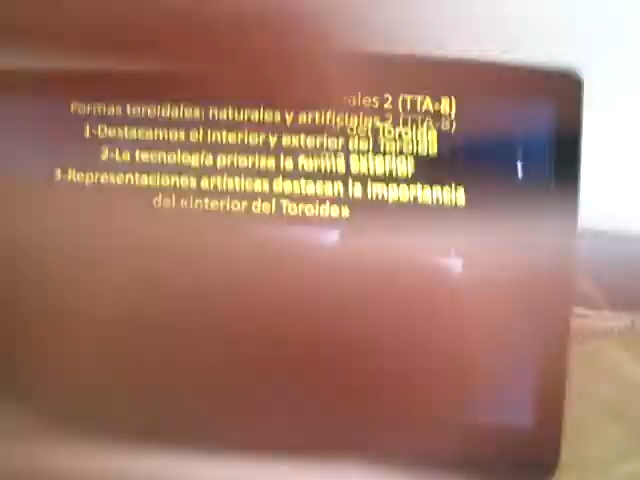 Formas toroidales: naturales y artificiales 2 (TTA-8)
1-Destacamos el interior y exterior del Toroide
2-La tecnología prioriza la forma exterior
3-Representaciones artísticas destacan la importancia
del «interior del Toroide»